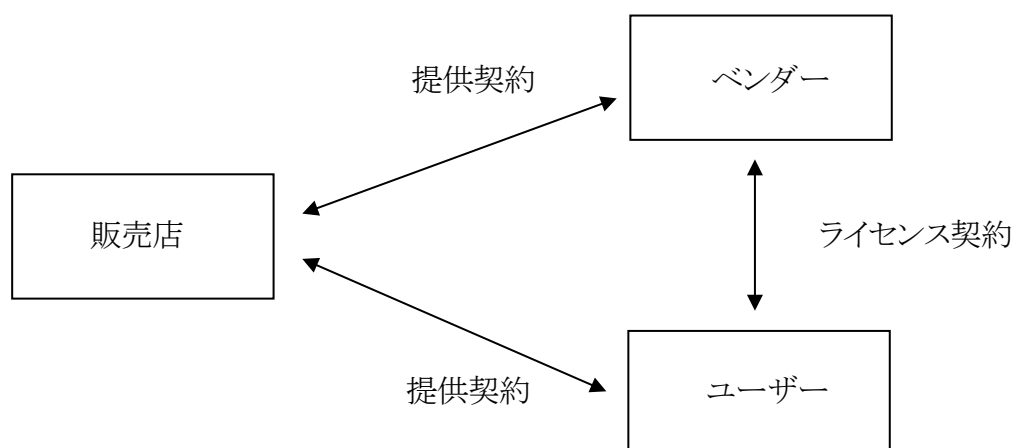 提供契約
ベンダー
販売店
ライセンス契約
提供契約
ユーザー